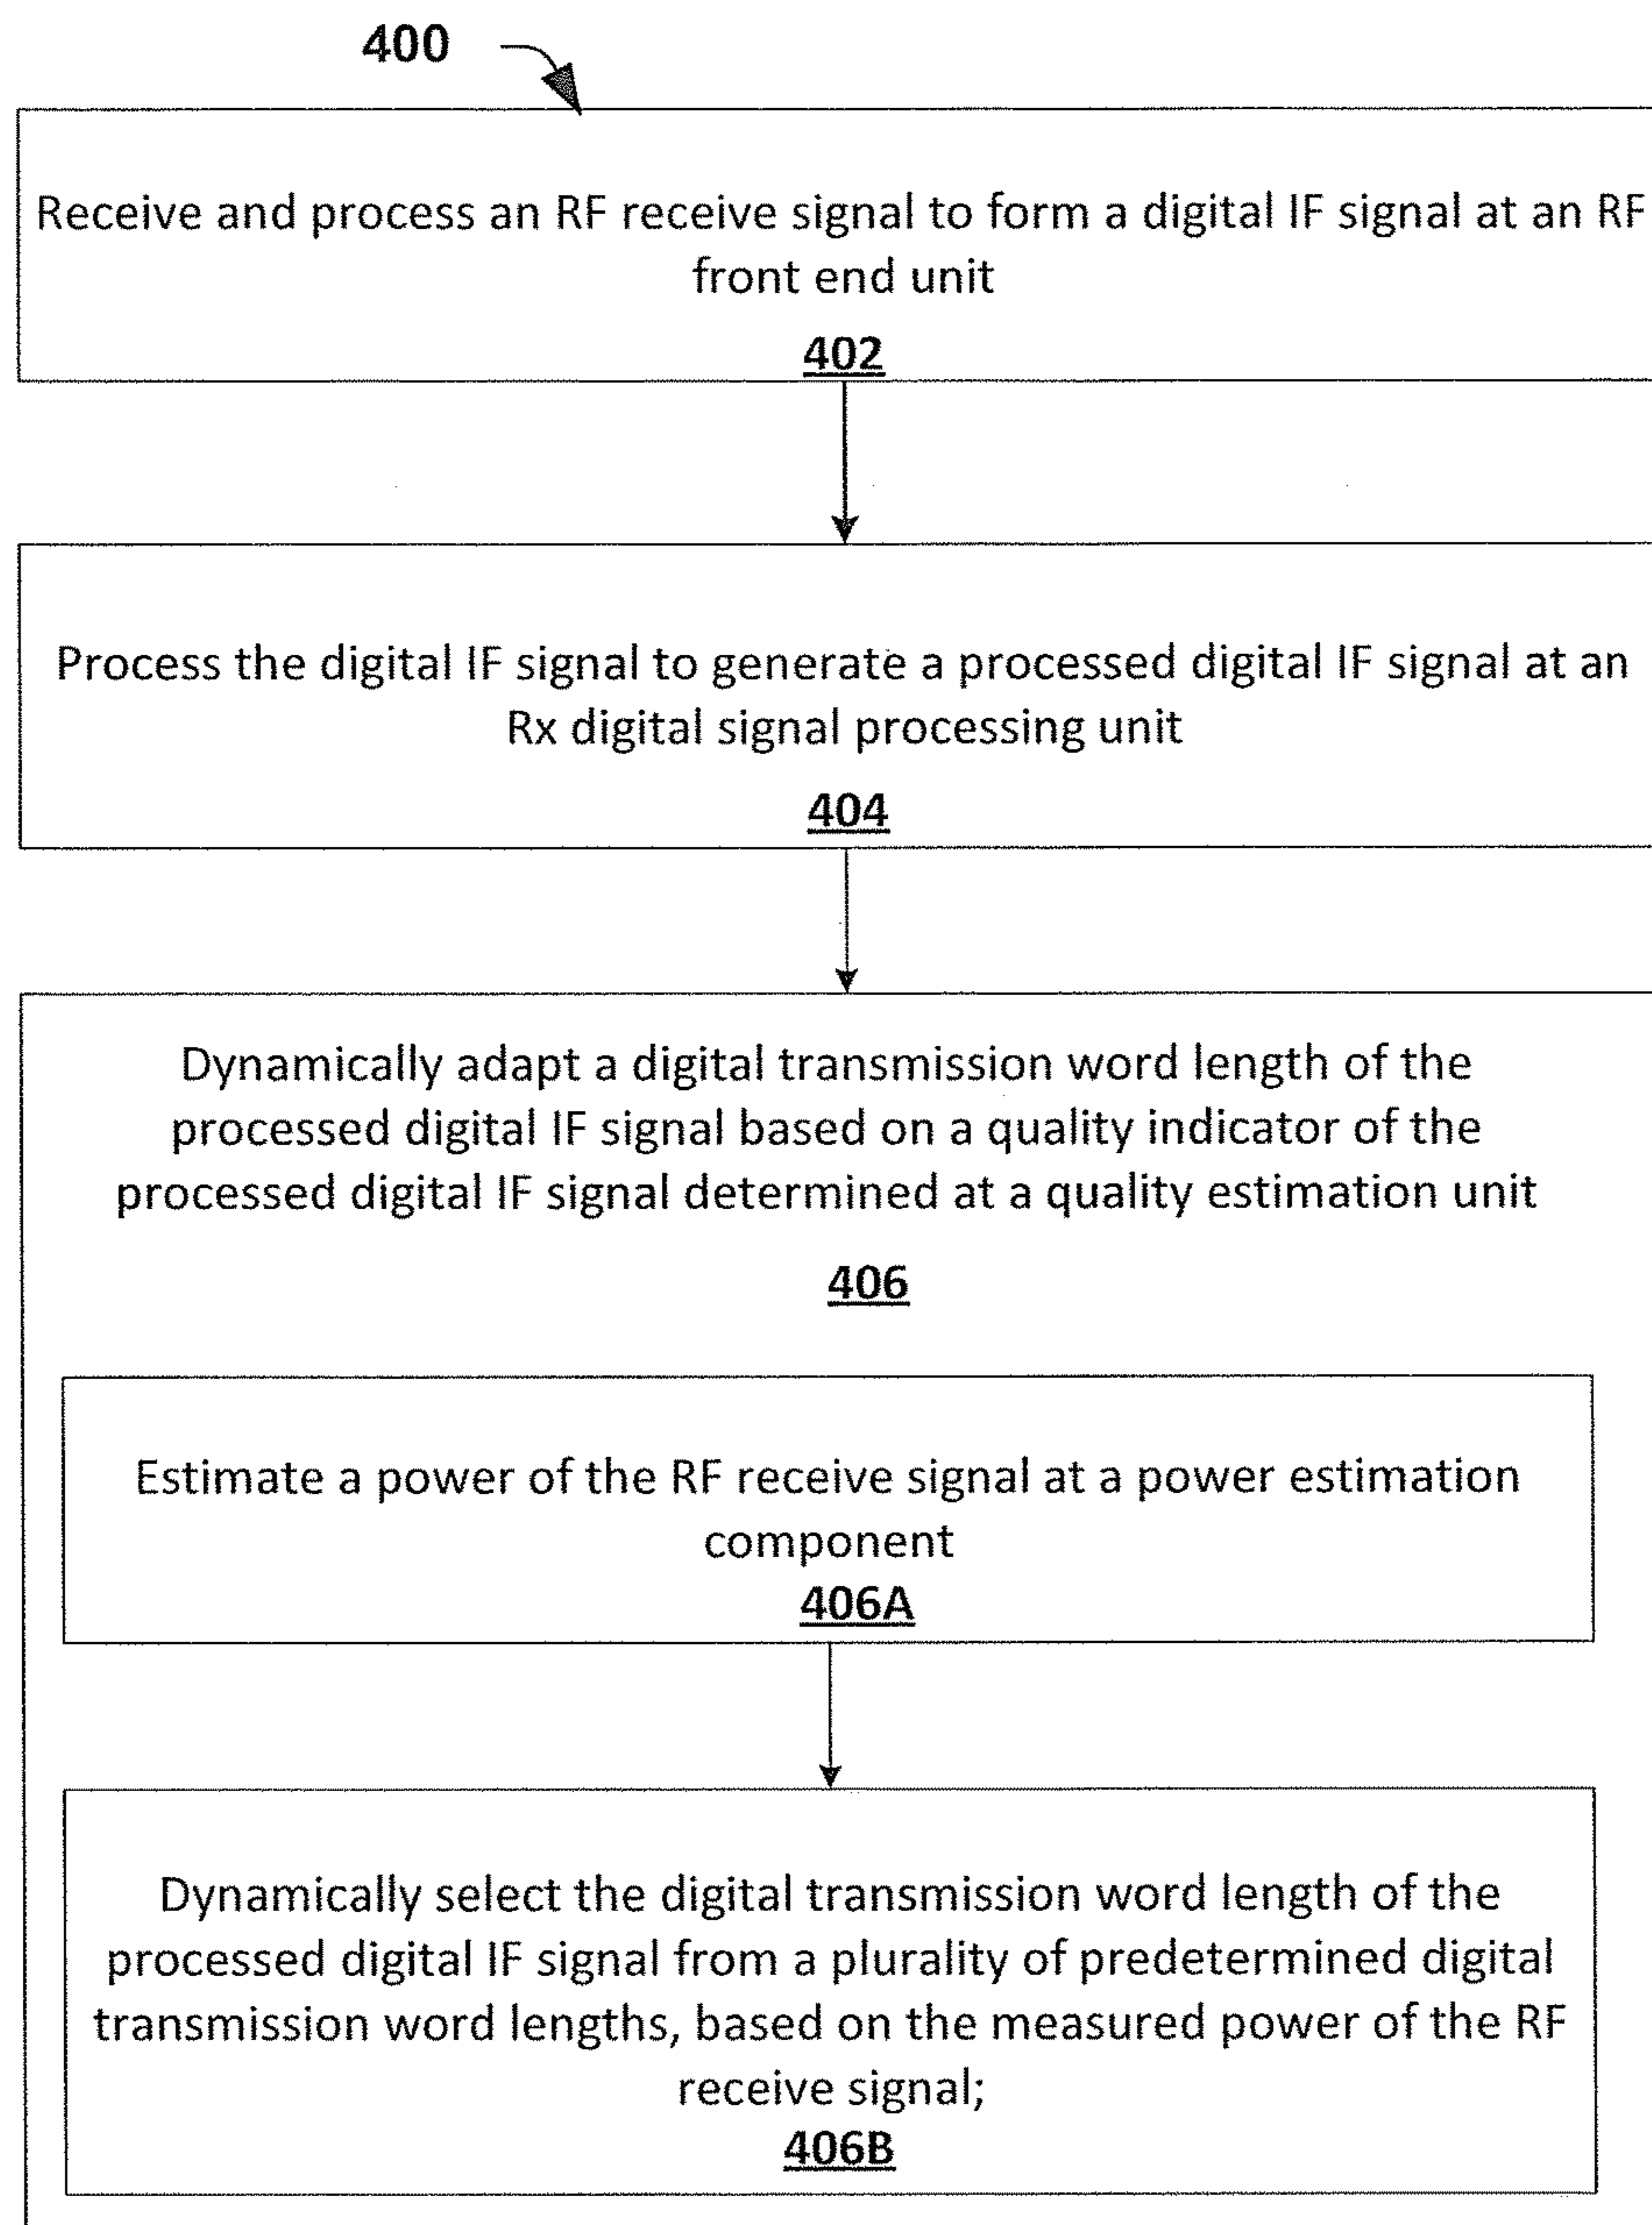 400
Receive and process an RF receive signal to form a digital IF signal at an RF
front end unit
402
Process the digital IF signal to generate a processed digital IF signal at an
Rx digital signal processing unit
404
Dynamically adapt a digital transmission word length of the
processed digital IF signal based on a quality indicator of the
processed digital IF signal determined at a quality estimation unit
406
Estimate a power of the RF receive signal at a power estimation
component
406A
Dynamically select the digital transmission word length of the
processed digital IF signal from a plurality of predetermined digital
transmission word lengths, based on the measured power of the RF
receive signal;
406B